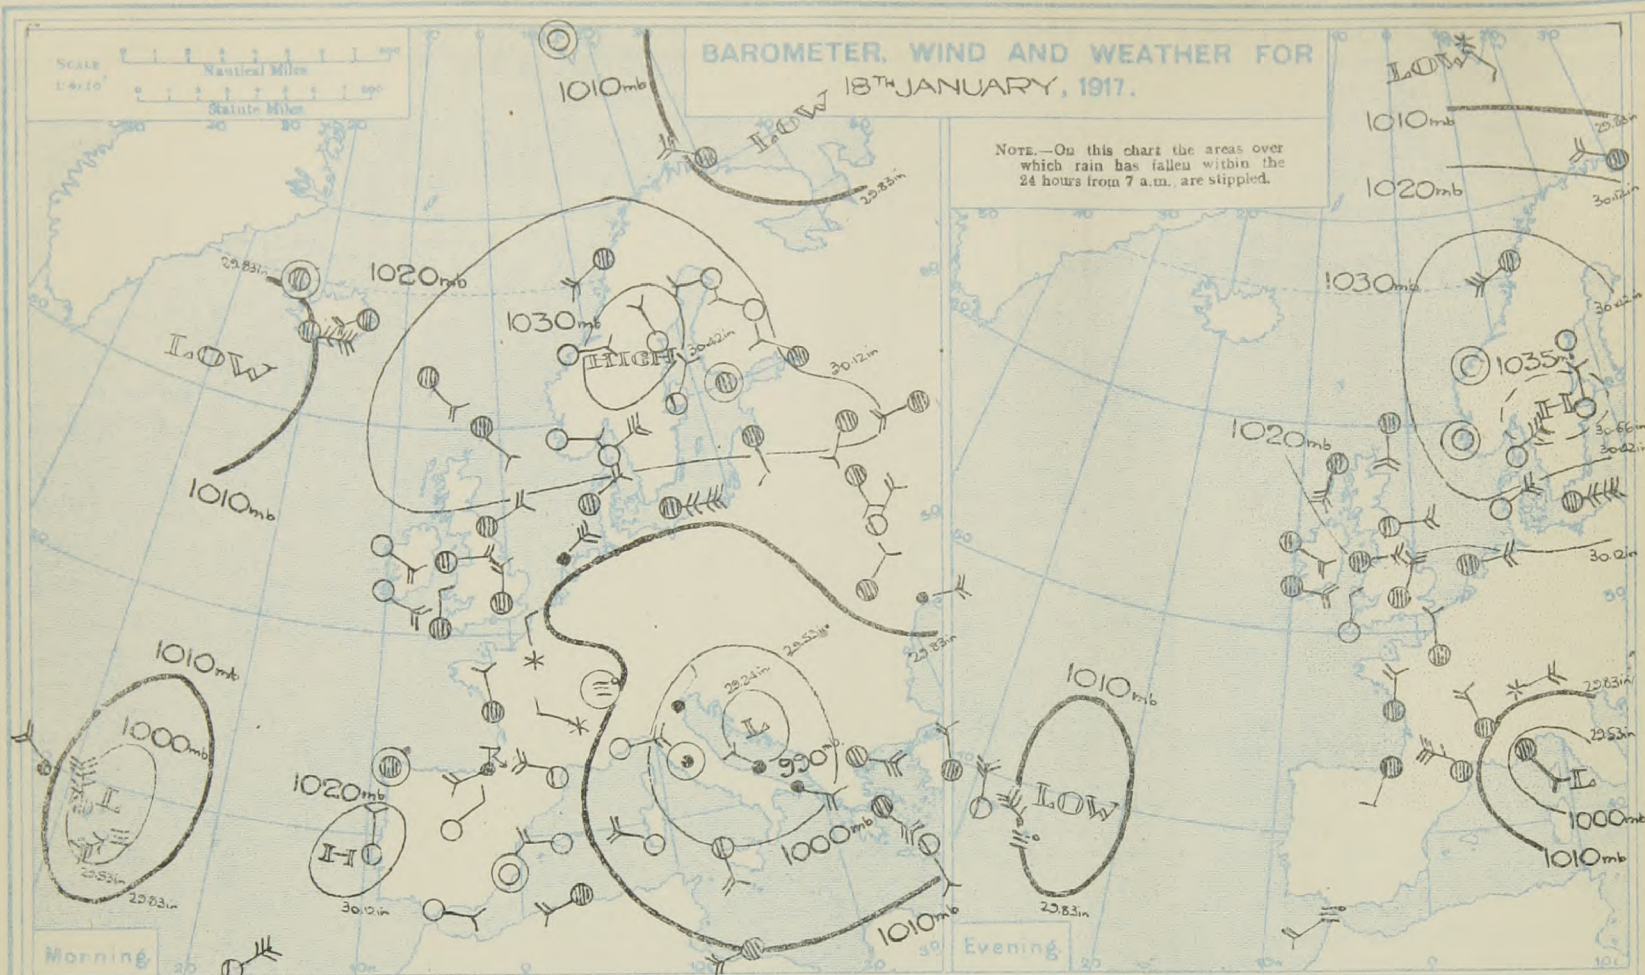 SCALE
Nautical Miles
Statute Miles
BAROMETER, WIND AND WEATHER FOR
18TH JANUARY, 1917.
NOTE.—On this chart the areas over
which rain has fallen within the
24 hours from 7 a.m. are stippled.
1010mb
LOW
29.83in
29.83in
1020mb
LOW
1030mb
HIGH
30.42in
30.12in
1010mb
1010mb
1000mb
L
29.53in
29.83in
1020mb
H
30.12in
29.53in
29.24in
L
990mb
29.83in
1000mb
1010mb
Morning
LOW
1010mb
29.83in
1020mb
30.12in
1030mb
30.42in
1035mb
H
30.56in
30.42in
1020mb
30.12in
1010mb
LOW
29.83in
29.83in
29.53in
L
1000mb
1010mb
Evening